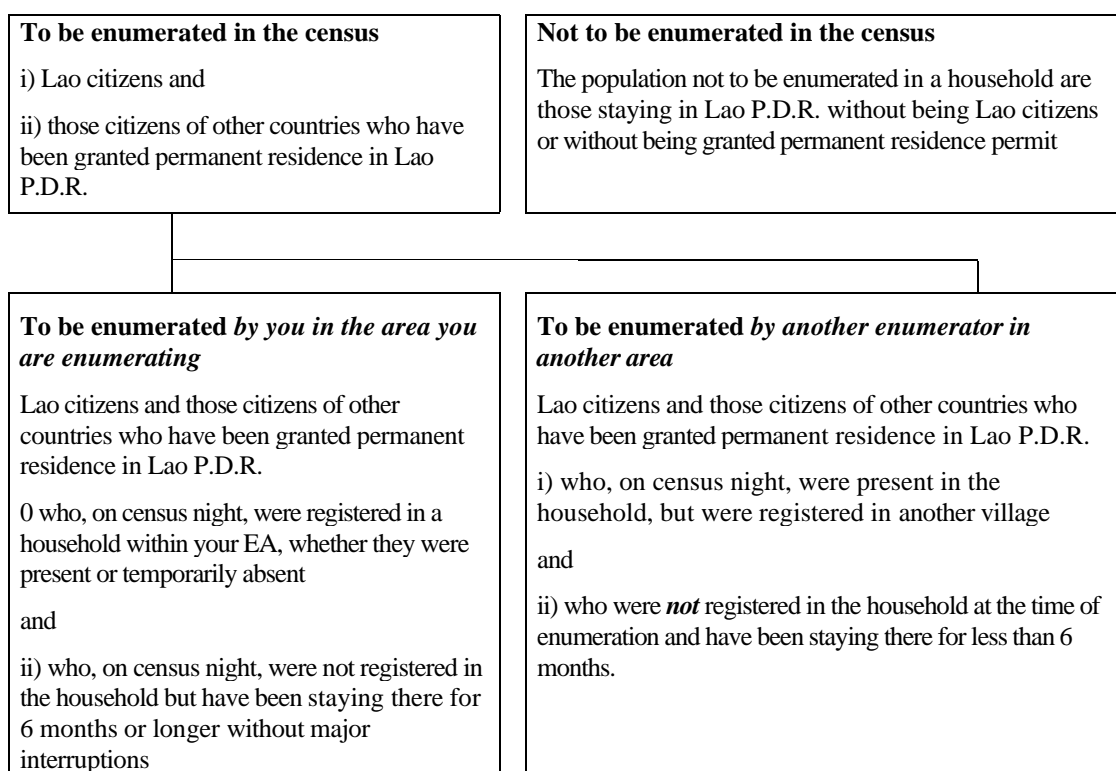 To be enumerated in the census
i) Lao citizens and
ii) those citizens of other countries who have
been granted permanent residence in Lao
P.D.R.
Not to be enumerated in the census
The population not to be enumerated in a household are
those staying in Lao P.D.R. without being Lao citizens
or without being granted permanent residence permit
To be enumerated by you in the area you
are enumerating
Lao citizens and those citizens of other
countries who have been granted permanent
residence in Lao P.D.R.
0 who, on census night, were registered in a
household within your EA, whether they were
present or temporarily absent
and
ii) who, on census night, were not registered in
the household but have been staying there for
6 months or longer without major
interruptions
To be enumerated by another enumerator in
another area
Lao citizens and those citizens of other countries who
have been granted permanent residence in Lao P.D.R.
i) who, on census night, were present in the
household, but were registered in another village
and
ii) who were not registered in the household at the time of
enumeration and have been staying there for less than 6
months.